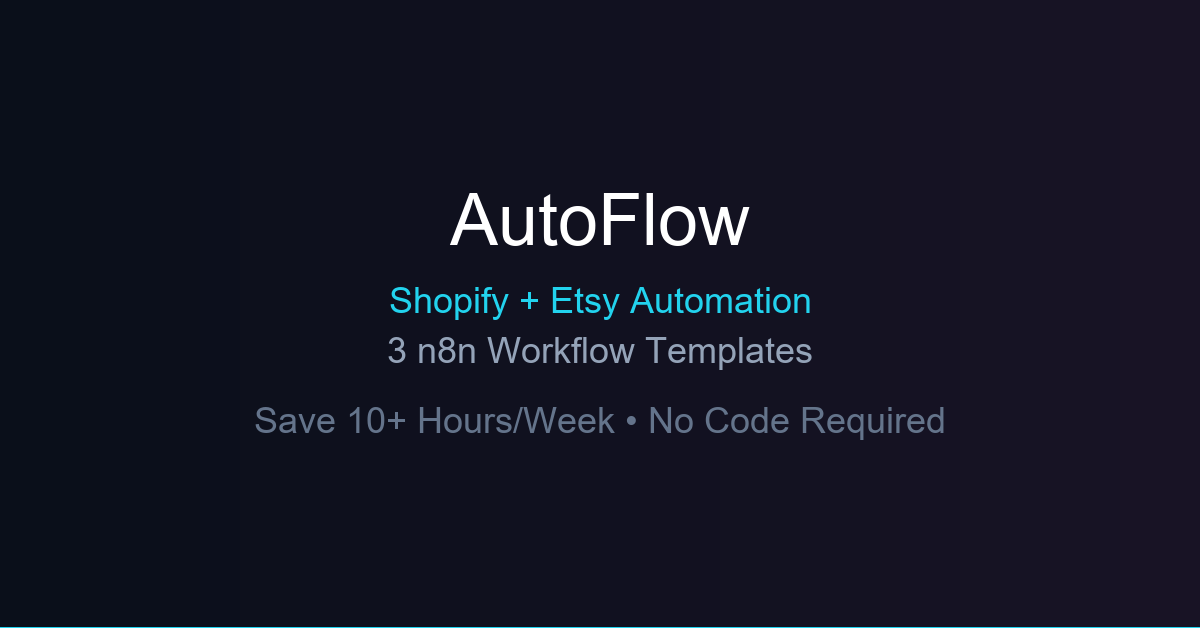 AutoFlow
Shopify + Etsy Automation
3 n8n Workflow Templates
Save 10+ Hours/Week • No Code Required